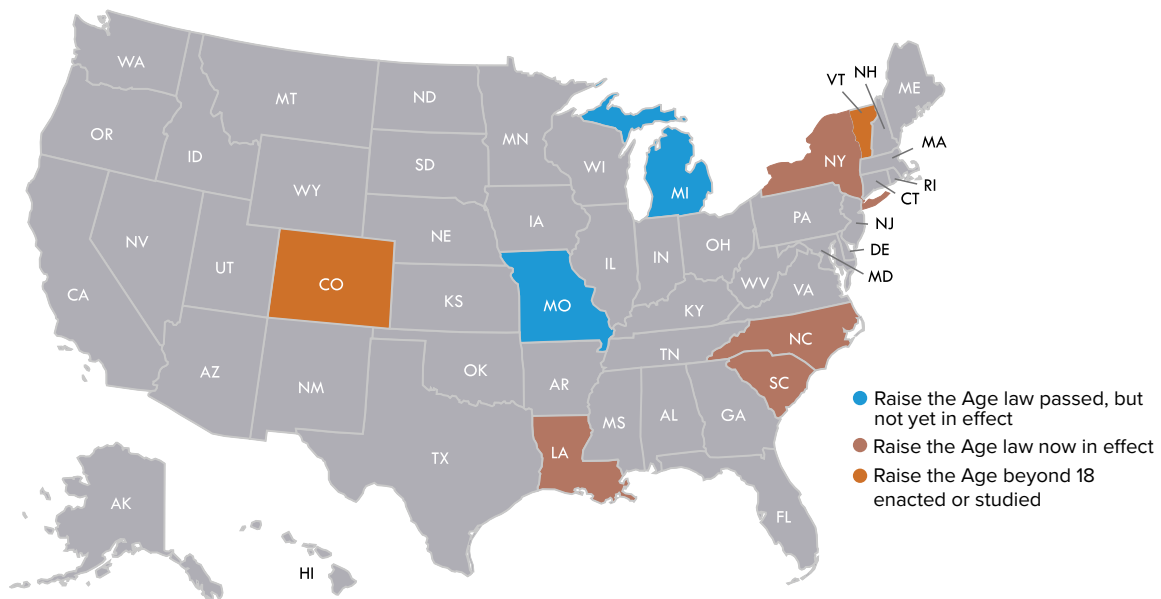 WA
MT
ND
MN
OR
ID
SD
WI
WY
MI
VT
NH
ME
NY
MA
RI
CT
NV
UT
CO
NE
IA
IL
IN
OH
PA
NJ
DE
MD
CA
KS
MO
KY
WV
VA
AZ
NM
OK
AR
TN
NC
SC
TX
LA
MS
AL
GA
FL
AK
HI
Raise the Age law passed, but
not yet in effect
Raise the Age law now in effect
Raise the Age beyond 18
enacted or studied